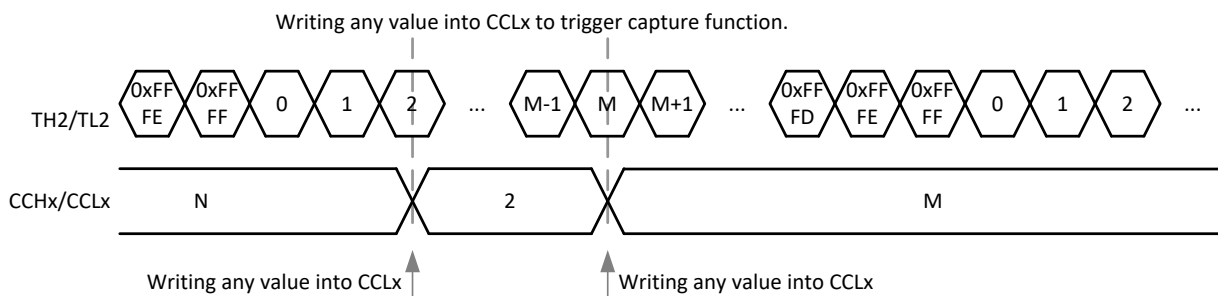 Writing any value into CCLx to trigger capture function.
0xFF 0xFF 0xFF 0xFF 0xFF
FE FF 0 1 2 ... M-1 M M+1 ... FD FE FF 0 1 2 ...
TH2/TL2
CCHx/CCLx N 2 M
Writing any value into CCLx Writing any value into CCLx